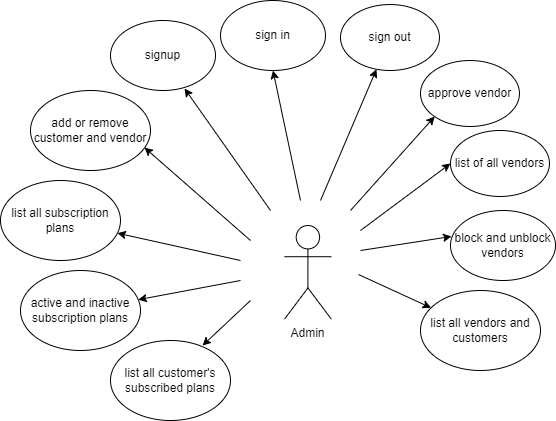 signup
sign in
sign out
approve vendor
add or remove
customer and vendor
list of all vendors
list all subscription
plans
block and unblock
vendors
active and inactive
subscription plans
list all vendors and
customers
Admin
list all customer's
subscribed plans